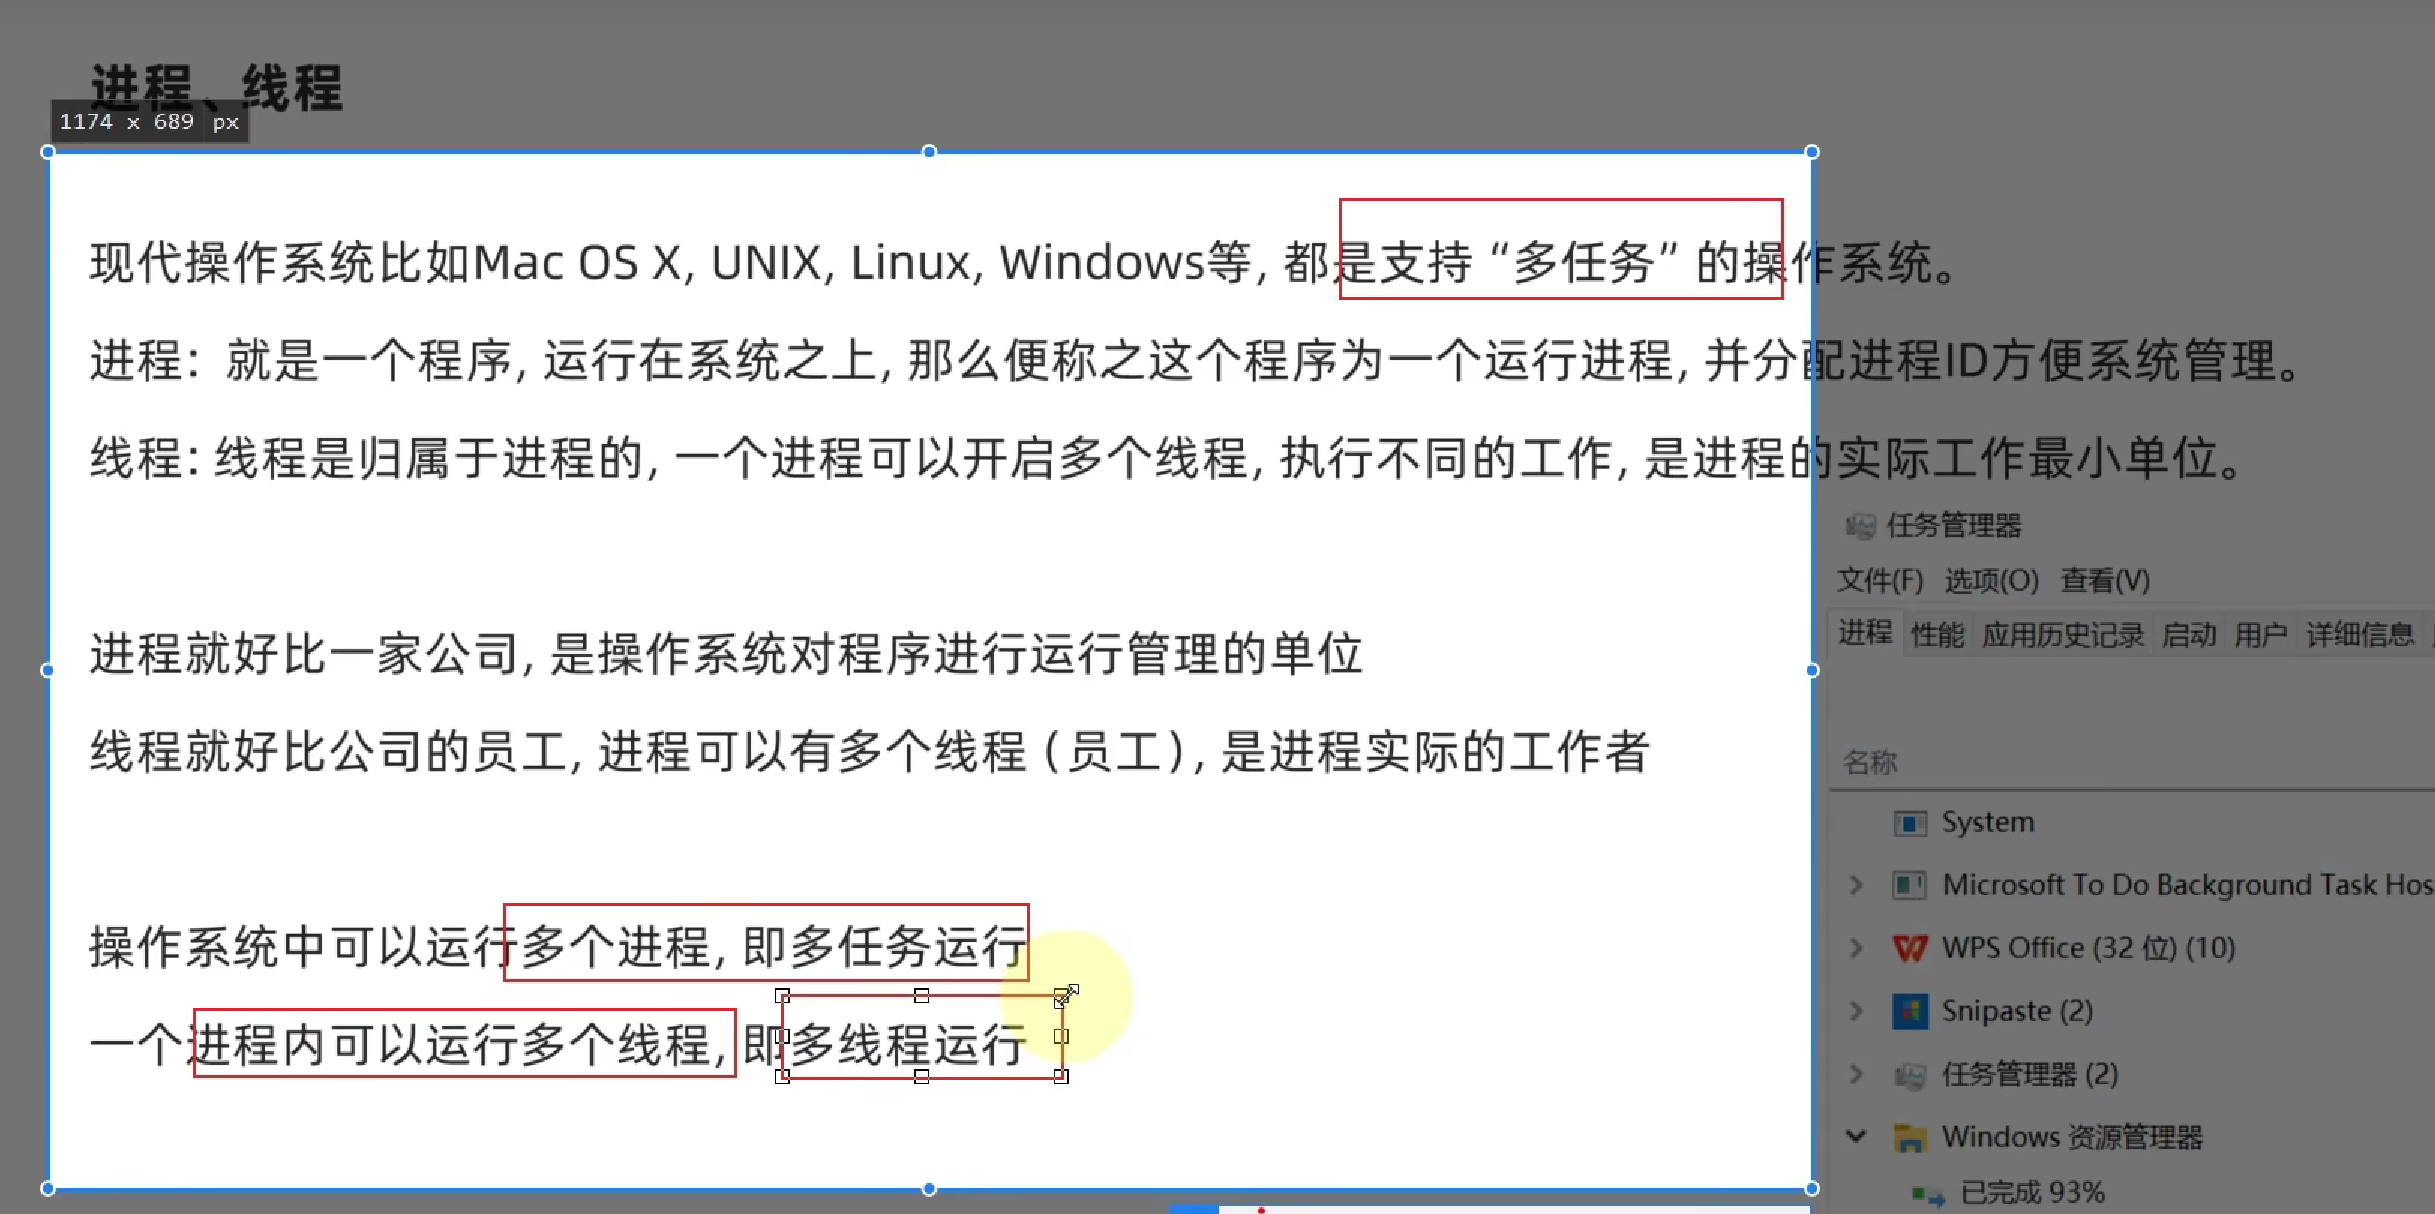 进程、线程
1174 x 689 px
现代操作系统比如Mac OS X, UNIX, Linux, Windows等, 都是支持“多任务”的操作系统。
进程：就是一个程序, 运行在系统之上, 那么便称之这个程序为一个运行进程, 并分配进程ID方便系统管理。
线程: 线程是归属于进程的, 一个进程可以开启多个线程, 执行不同的工作, 是进程的实际工作最小单位。
进程就好比一家公司, 是操作系统对程序进行运行管理的单位
线程就好比公司的员工, 进程可以有多个线程（员工）, 是进程实际的工作者
操作系统中可以运行多个进程, 即多任务运行
一个进程内可以运行多个线程, 即多线程运行
任务管理器
文件(F) 选项(O) 查看(V)
进程 性能 应用历史记录 启动 用户 详细信息
名称
System
Microsoft To Do Background Task Hos
WPS Office (32 位) (10)
Snipaste (2)
任务管理器 (2)
Windows 资源管理器
已完成 93%